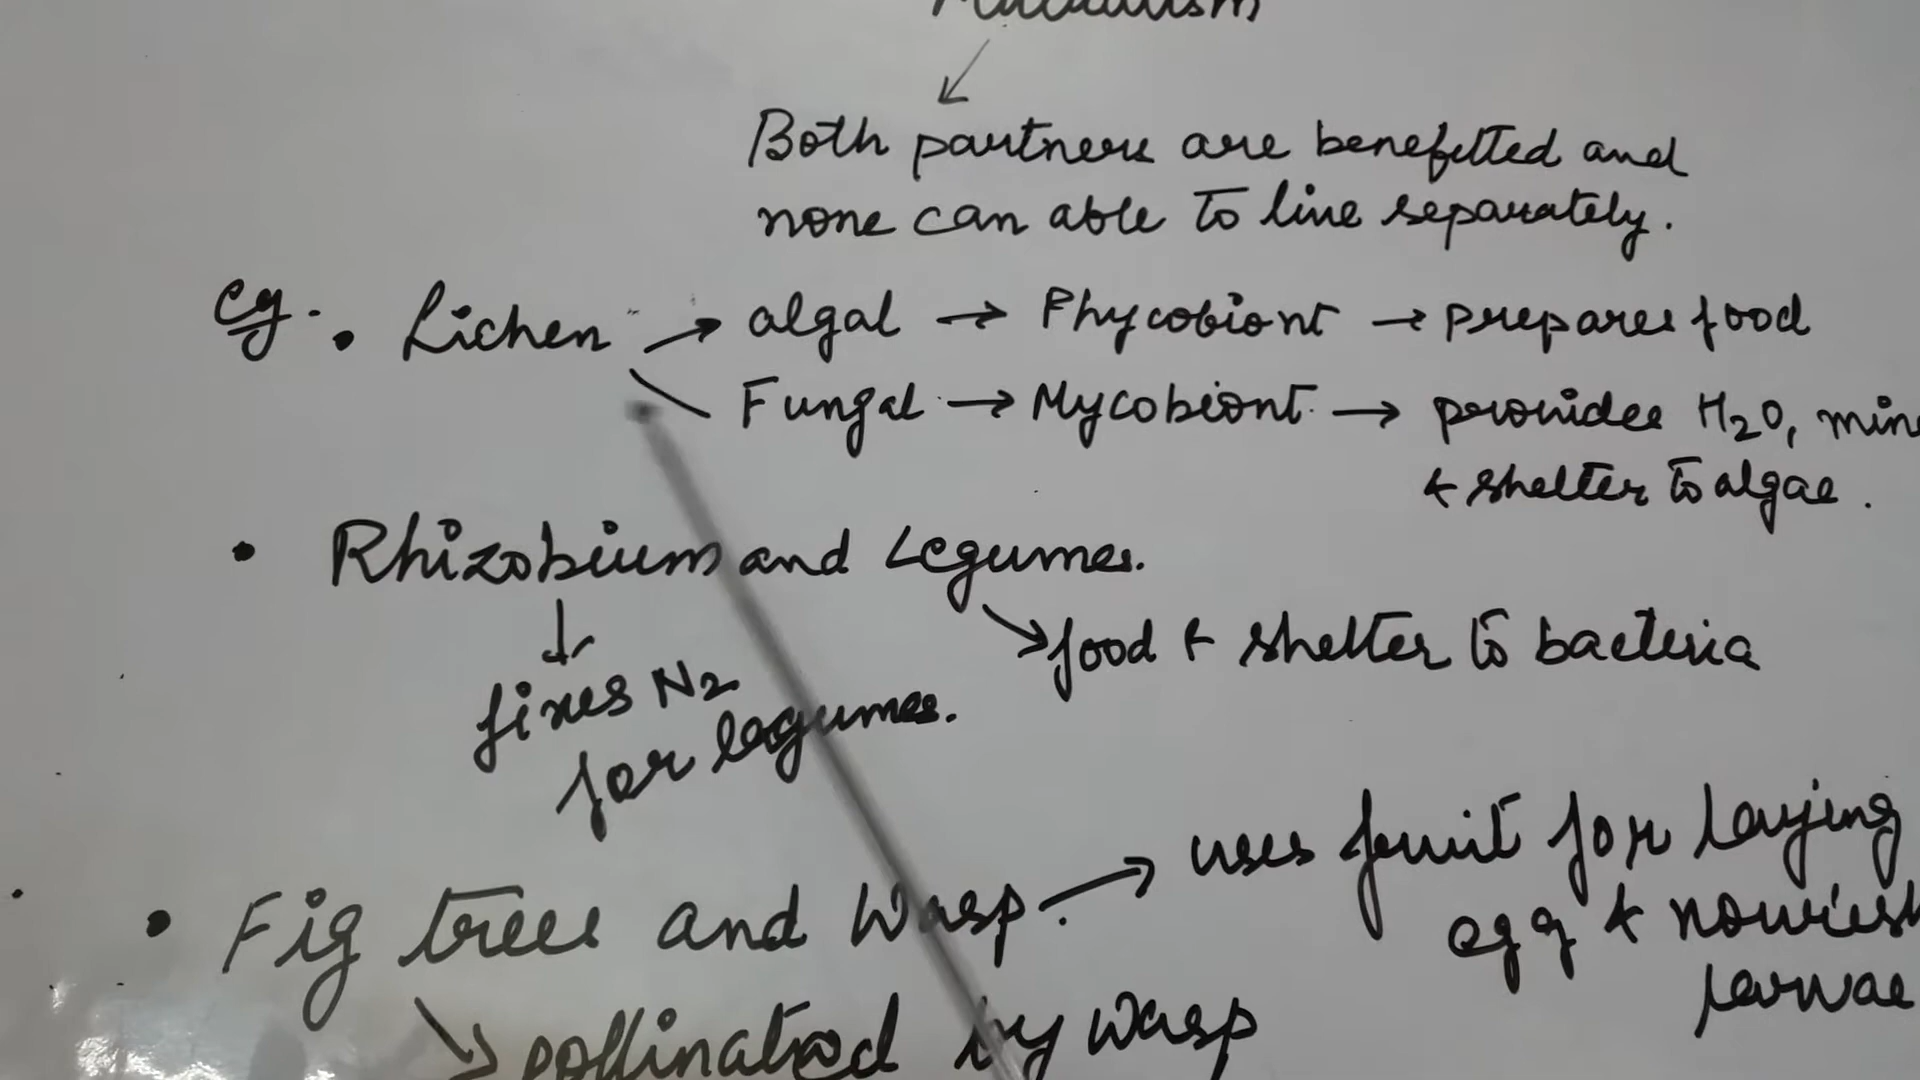 Mutualism
Both partners are benefitted and
none can able to live separately.
eg. • Lichen → algal → Phycobiont → prepares food
Fungal → Mycobiont → provides H₂O,
& shelter to algae.
• Rhizobium and Legumes.
→ food & shelter to bacteria
fixes N₂
for legumes.
uses fruit for laying
• Fig trees and Wasp. →
egg & nourish
larvae
→ pollinated by wasp